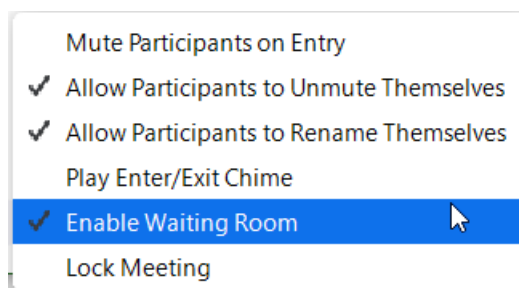 Mute Participants on Entry
Allow Participants to Unmute Themselves
Allow Participants to Rename Themselves
Play Enter/Exit Chime
Enable Waiting Room
Lock Meeting